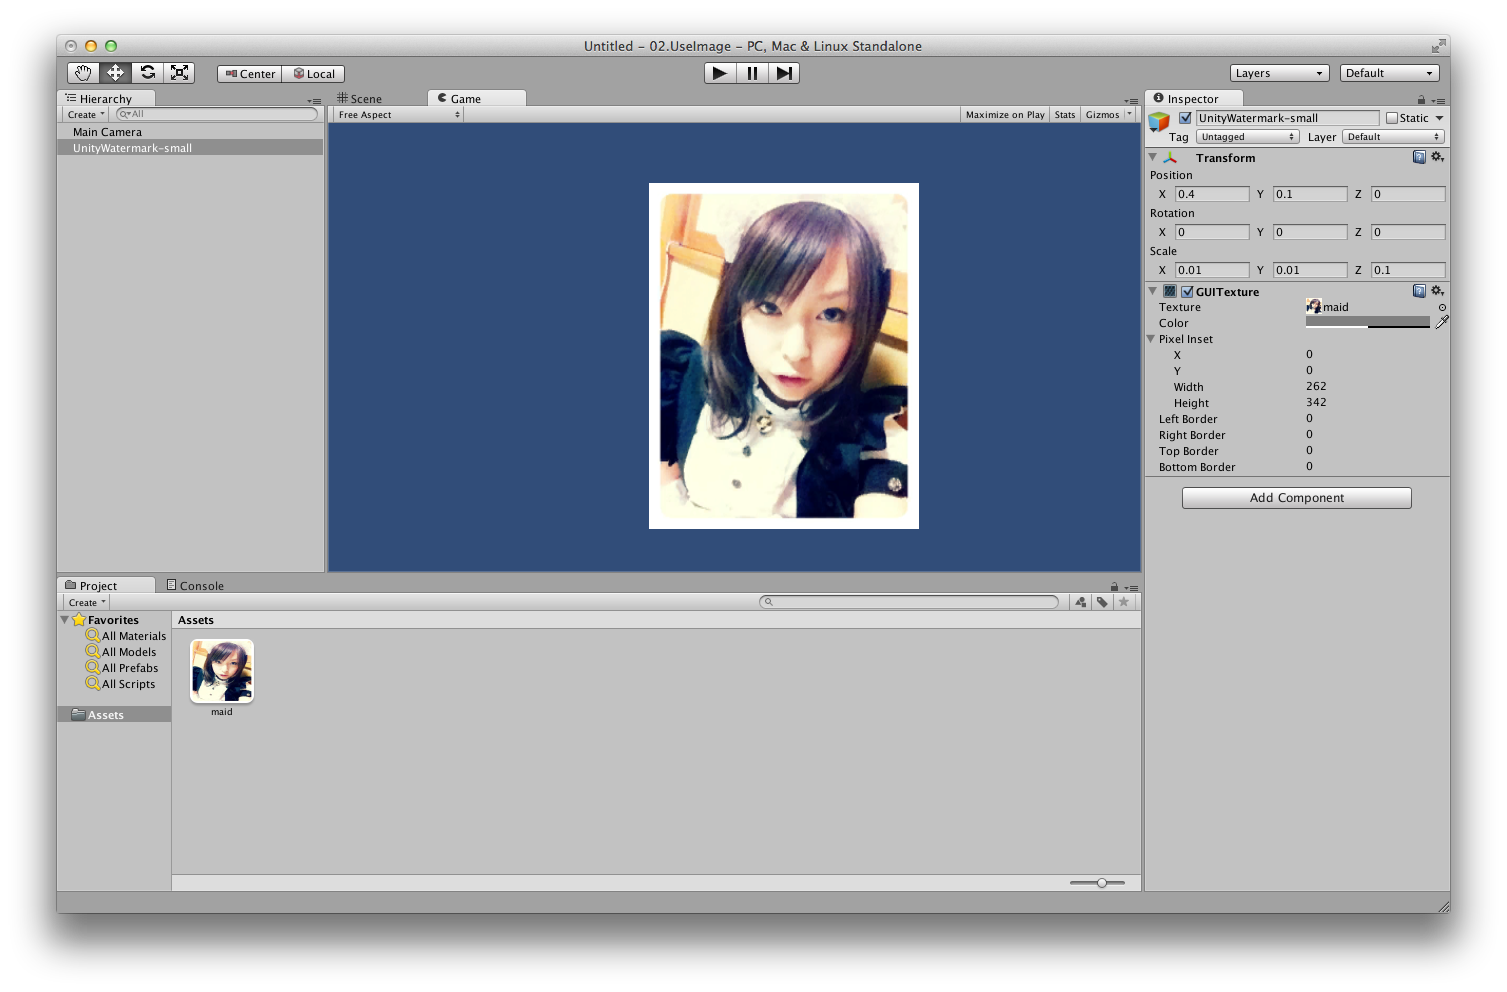 Untitled – 02.UseImage – PC, Mac & Linux Standalone
Center Local
Layers Default
Hierarchy
Create All
Main Camera
UnityWatermark-small
Scene Game
Free Aspect Maximize on Play Stats Gizmos
Inspector
UnityWatermark-small Static
Tag Untagged Layer Default
Transform
Position
X 0.4 Y 0.1 Z 0
Rotation
X 0 Y 0 Z 0
Scale
X 0.01 Y 0.01 Z 0.1
GUITexture
Texture maid
Color
Pixel Inset
X 0
Y 0
Width 262
Height 342
Left Border 0
Right Border 0
Top Border 0
Bottom Border 0
Add Component
Project Console
Create
Favorites
All Materials
All Models
All Prefabs
All Scripts
Assets
Assets
maid